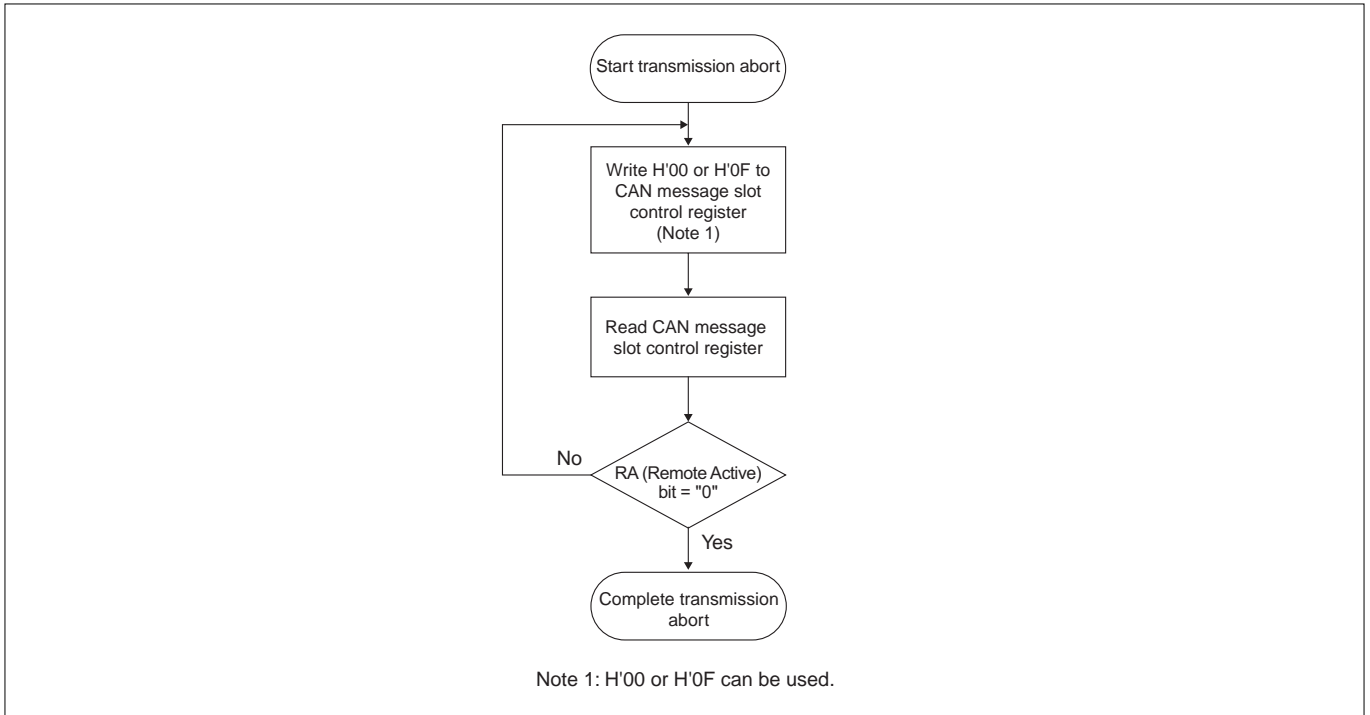 Start transmission abort
Write H'00 or H'0F to
CAN message slot
control register
(Note 1)
Read CAN message
slot control register
No
RA (Remote Active)
bit = "0"
Yes
Complete transmission
abort
Note 1: H'00 or H'0F can be used.